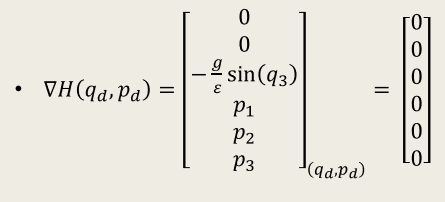 • ∇H(q_d, p_d) = [0; 0; −g/ε sin(q_3); p_1; p_2; p_3]_(q_d,p_d) = [0; 0; 0; 0; 0; 0]